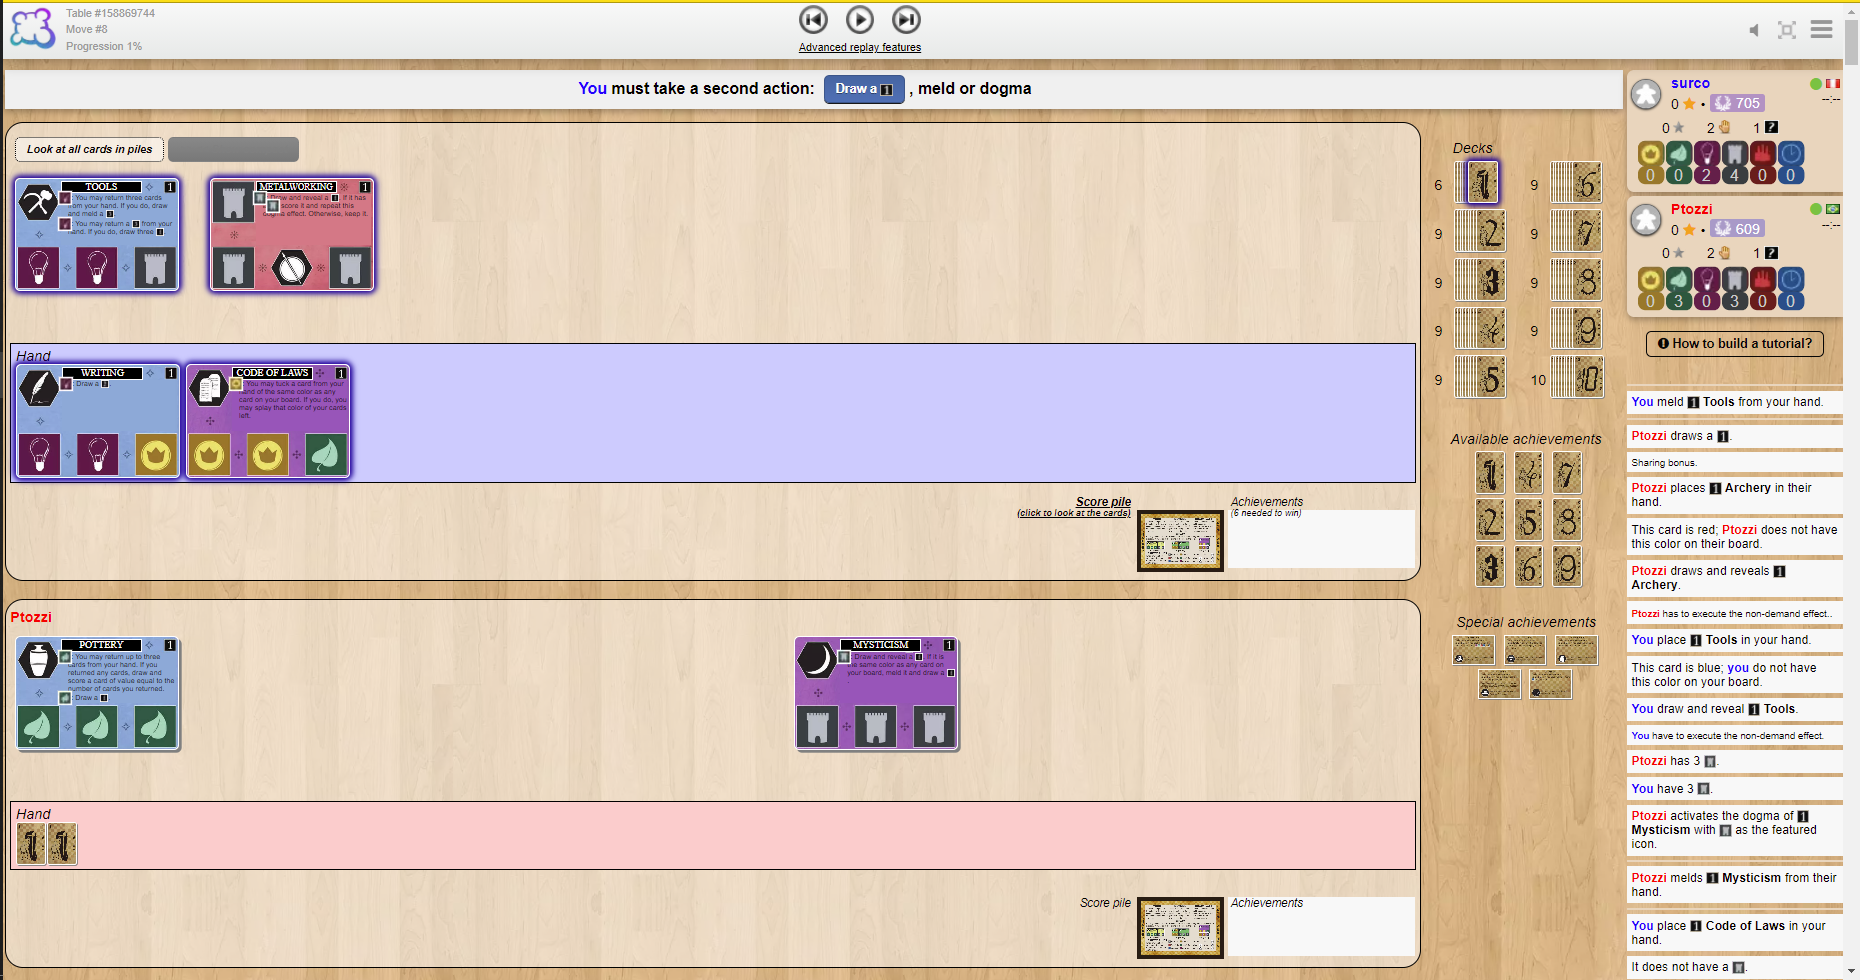 Table #158869744
Move #8
Progression 1%
Advanced replay features
You must take a second action: Draw a 1 , meld or dogma
surco
0 • 705
--:--
0 2 1 ?
0 0 2 4 0 0
Ptozzi
0 • 609
--:--
0 2 1 ?
0 3 0 3 0 0
How to build a tutorial?
Look at all cards in piles
TOOLS 1
: You may return three cards
from your hand. If you do, draw
and meld a 1
: You may return a 3 from your
hand. If you do, draw three 1
METALWORKING 1
Draw and reveal a 1. If it has
score it and repeat this
dogma effect. Otherwise, keep it.
Hand
WRITING 1
: Draw a 2
CODE OF LAWS 1
: You may tuck a card from your
hand of the same color as any
card on your board. If you do, you
may splay that color of your cards
left.
Score pile
(click to look at the cards)
Achievements
(6 needed to win)
Ptozzi
POTTERY 1
: You may return up to three
cards from your hand. If you
returned any cards, draw and
score a card of value equal to the
number of cards you returned.
: Draw a 1
MYSTICISM 1
: Draw and reveal a 1. If it is
the same color as any card on
your board, meld it and draw a 1
Hand
1 1
Score pile
Achievements
Decks
6 1 9 6
9 2 9 7
9 3 9 8
9 4 9 9
9 5 10 10
Available achievements
1 4 7
2 5 8
3 6 9
Special achievements
You meld 1 Tools from your hand.
Ptozzi draws a 1.
Sharing bonus.
Ptozzi places 1 Archery in their
hand.
This card is red; Ptozzi does not have
this color on their board.
Ptozzi draws and reveals 1
Archery.
Ptozzi has to execute the non-demand effect..
You place 1 Tools in your hand.
This card is blue; you do not have
this color on your board.
You draw and reveal 1 Tools.
You have to execute the non-demand effect.
Ptozzi has 3 .
You have 3 .
Ptozzi activates the dogma of 1
Mysticism with as the featured
icon.
Ptozzi melds 1 Mysticism from their
hand.
You place 1 Code of Laws in your
hand.
It does not have a .